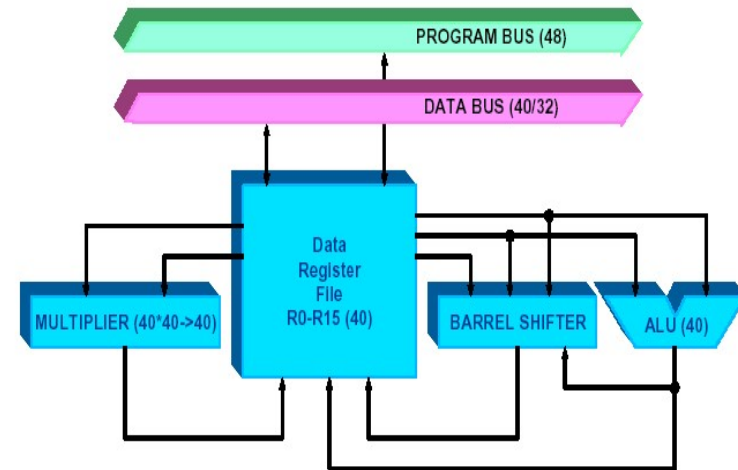 PROGRAM BUS (48)
DATA BUS (40/32)
Data
Register
File
R0-R15 (40)
MULTIPLIER (40*40->40)
BARREL SHIFTER
ALU (40)